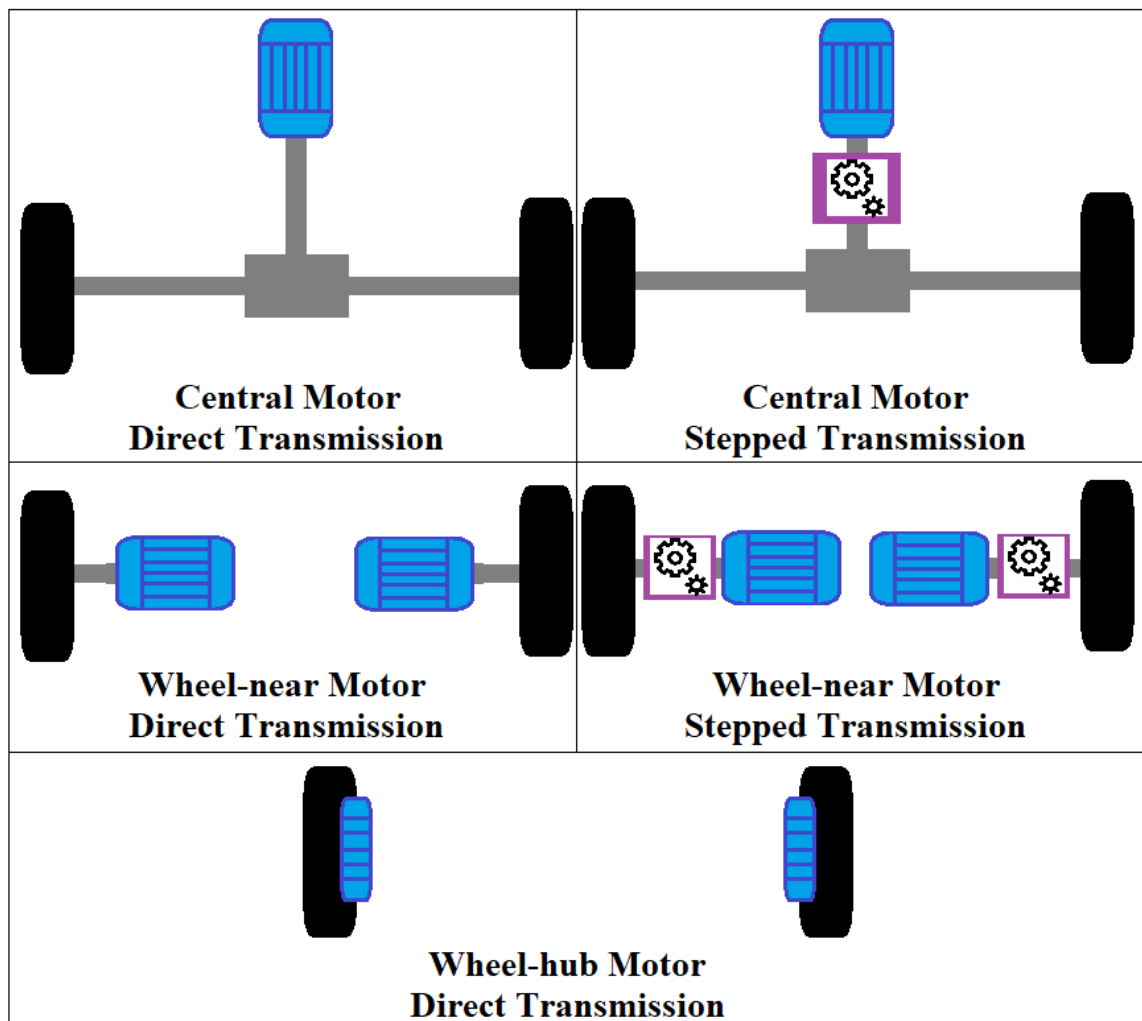 Central Motor
Direct Transmission
Central Motor
Stepped Transmission
Wheel-near Motor
Direct Transmission
Wheel-near Motor
Stepped Transmission
Wheel-hub Motor
Direct Transmission